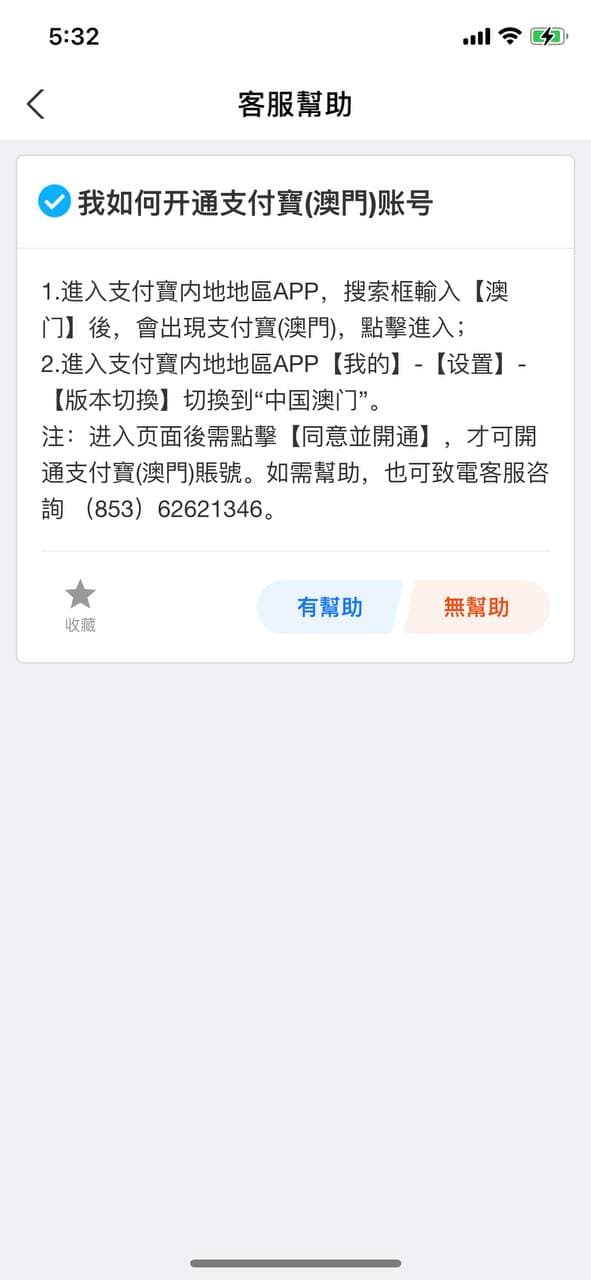 5:32
客服幫助
我如何开通支付寶(澳門)账号
1.進入支付寶内地地區APP，搜索框輸入【澳
门】後，會出現支付寶(澳門)，點擊進入；
2.進入支付寶内地地區APP【我的】-【设置】-
【版本切換】切換到“中国澳门”。
注：进入页面後需點擊【同意並開通】，才可開
通支付寶(澳門)賬號。如需幫助，也可致電客服咨
詢 （853）62621346。
收藏
有幫助
無幫助